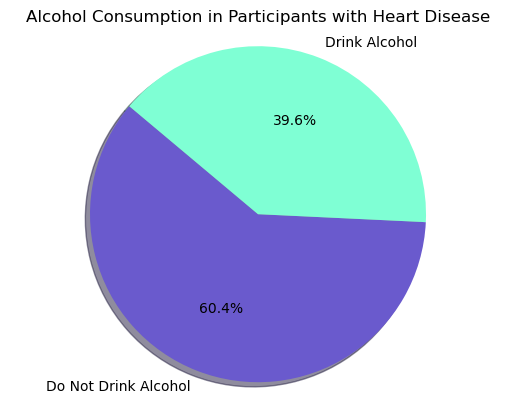 Alcohol Consumption in Participants with Heart Disease
Drink Alcohol
39.6%
60.4%
Do Not Drink Alcohol